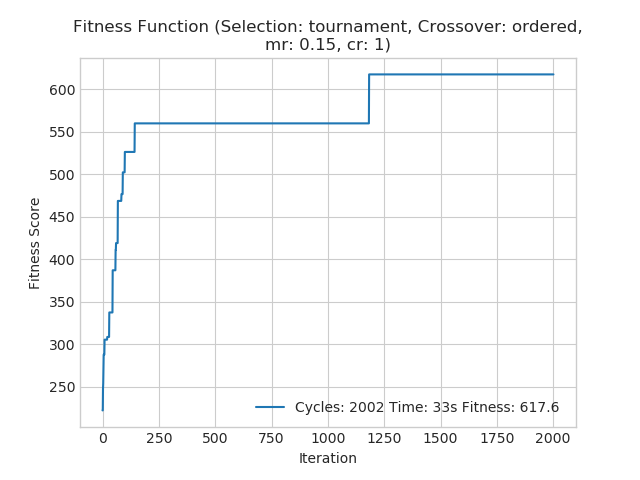 Fitness Function (Selection: tournament, Crossover: ordered,
mr: 0.15, cr: 1)
600
550
500
450
400
350
300
250
Fitness Score
Cycles: 2002 Time: 33s Fitness: 617.6
0 250 500 750 1000 1250 1500 1750 2000
Iteration